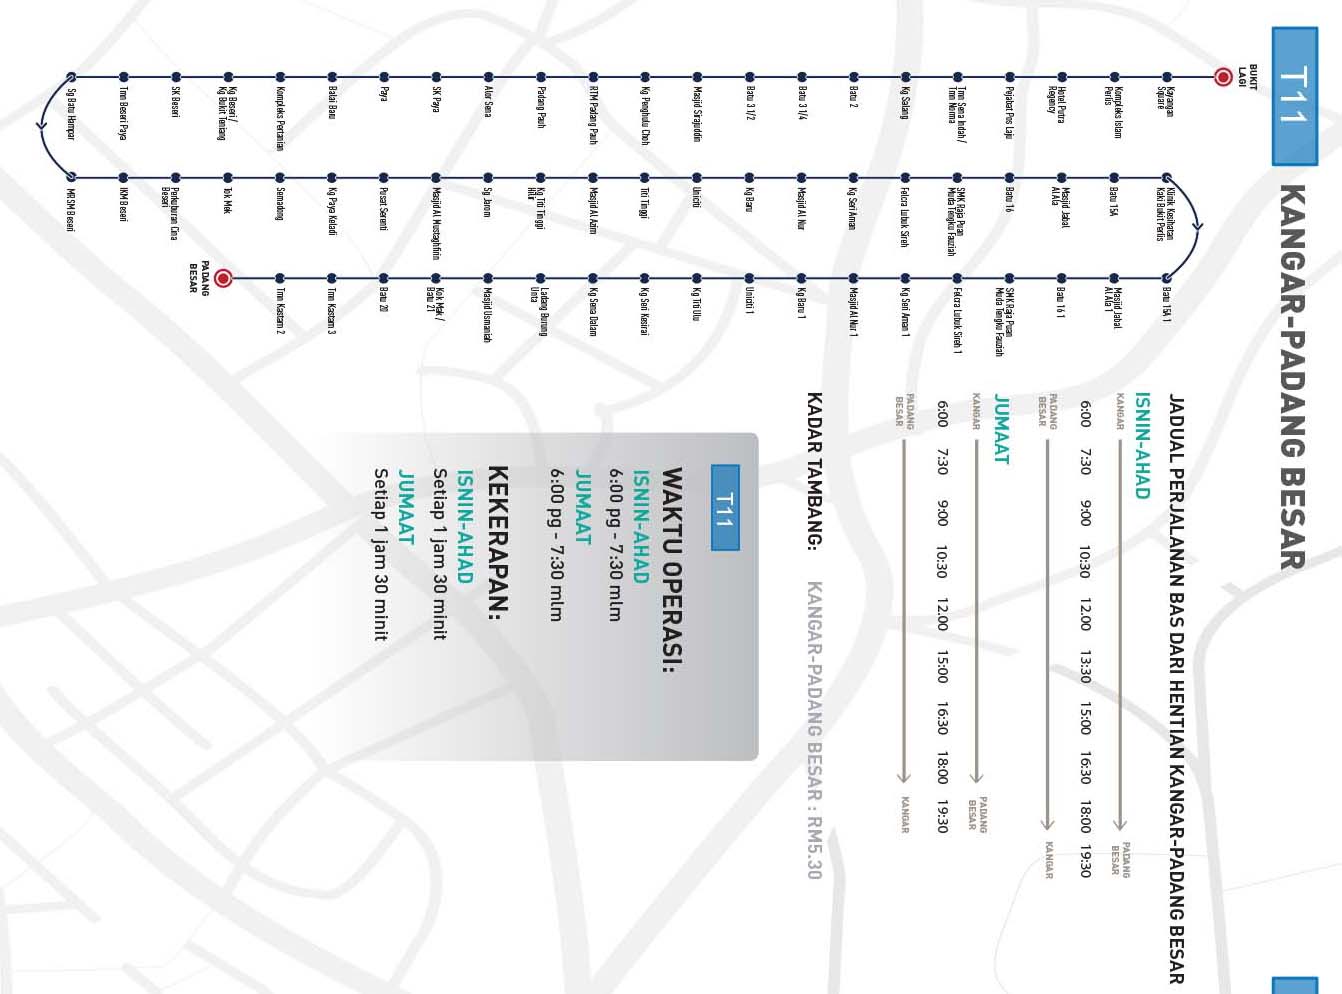 T11
KANGAR-PADANG BESAR
BUKIT
LAGI
Kayangan
Square
Kompleks Islam
Perlis
Hotel Putra
Regency
Pejabat Pos Laju
Tmn Sena Indah /
Tmn Norma
Kg Salang
Batu 2
Batu 3 1/4
Batu 3 1/2
Masjid Sirajuddin
Kg Penghulu Choh
RTM Padang Pauh
Padang Pauh
Alor Sena
SK Paya
Paya
Balai Baru
Kompleks Pertanian
Kg Beseri /
Kg Bukit Teniang
SK Beseri
Tmn Beseri Paya
Sg Batu Hampar
Klinik Kesihatan
Kaki Bukit Perlis
Batu 15A
Masjid Jabal
Al Ala
Batu 16
SMK Raja Puan
Muda Tengku Fauziah
Felcra Lubuk Sireh
Kg Seri Aman
Masjid Al Nur
Kg Baru
Uniciti
Titi Tinggi
Masjid Al Azim
Kg Titi Tinggi
Hilir
Sg Jarom
Masjid Al Mustaghfirin
Pusat Serenti
Kg Paya Keladi
Semadong
Tok Mek
Perkuburan Cina
Beseri
IKM Beseri
MRSM Beseri
Batu 15A 1
Masjid Jabal
Al Ala 1
Batu 16 1
SMK Raja Puan
Muda Tengku Fauziah
Felcra Lubuk Sireh 1
Kg Seri Aman 1
Masjid Al Nur 1
Kg Baru 1
Uniciti 1
Kg Titi Ulu
Kg Seri Kesirai
Kg Sena Dalam
Ladang Burung
Unta
Masjid Usmaniah
Kok Mak /
Batu 21
Batu 20
Tmn Kastam 3
Tmn Kastam 2
PADANG
BESAR
JADUAL PERJALANAN BAS DARI HENTIAN KANGAR-PADANG BESAR
ISNIN-AHAD
KANGAR
PADANG
BESAR
6:00 7:30 9:00 10:30 12.00 13:30 15:00 16:30 18:00 19:30
PADANG
BESAR
KANGAR
JUMAAT
KANGAR
PADANG
BESAR
6:00 7:30 9:00 10:30 12.00 15:00 16:30 18:00 19:30
PADANG
BESAR
KANGAR
KADAR TAMBANG: KANGAR-PADANG BESAR : RM5.30
T11
WAKTU OPERASI:
ISNIN-AHAD
6:00 pg - 7:30 mlm
JUMAAT
6:00 pg - 7:30 mlm
KEKERAPAN:
ISNIN-AHAD
Setiap 1 jam 30 minit
JUMAAT
Setiap 1 jam 30 minit